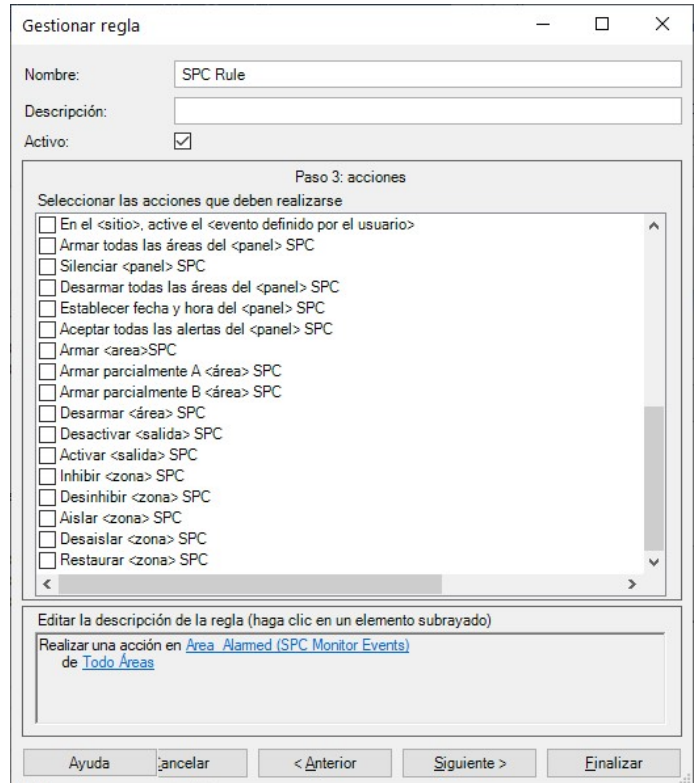 Gestionar regla
Nombre: SPC Rule
Descripción:
Activo:
Paso 3: acciones
Seleccionar las acciones que deben realizarse
En el <sitio>, active el <evento definido por el usuario>
Armar todas las áreas del <panel> SPC
Silenciar <panel> SPC
Desarmar todas las áreas del <panel> SPC
Establecer fecha y hora del <panel> SPC
Aceptar todas las alertas del <panel> SPC
Armar <area>SPC
Armar parcialmente A <área> SPC
Armar parcialmente B <área> SPC
Desarmar <área> SPC
Desactivar <salida> SPC
Activar <salida> SPC
Inhibir <zona> SPC
Desinhibir <zona> SPC
Aislar <zona> SPC
Desaislar <zona> SPC
Restaurar <zona> SPC
Editar la descripción de la regla (haga clic en un elemento subrayado)
Realizar una acción en Area Alarmed (SPC Monitor Events)
de Todo Áreas
Ayuda ancelar < Anterior Siguiente > Finalizar